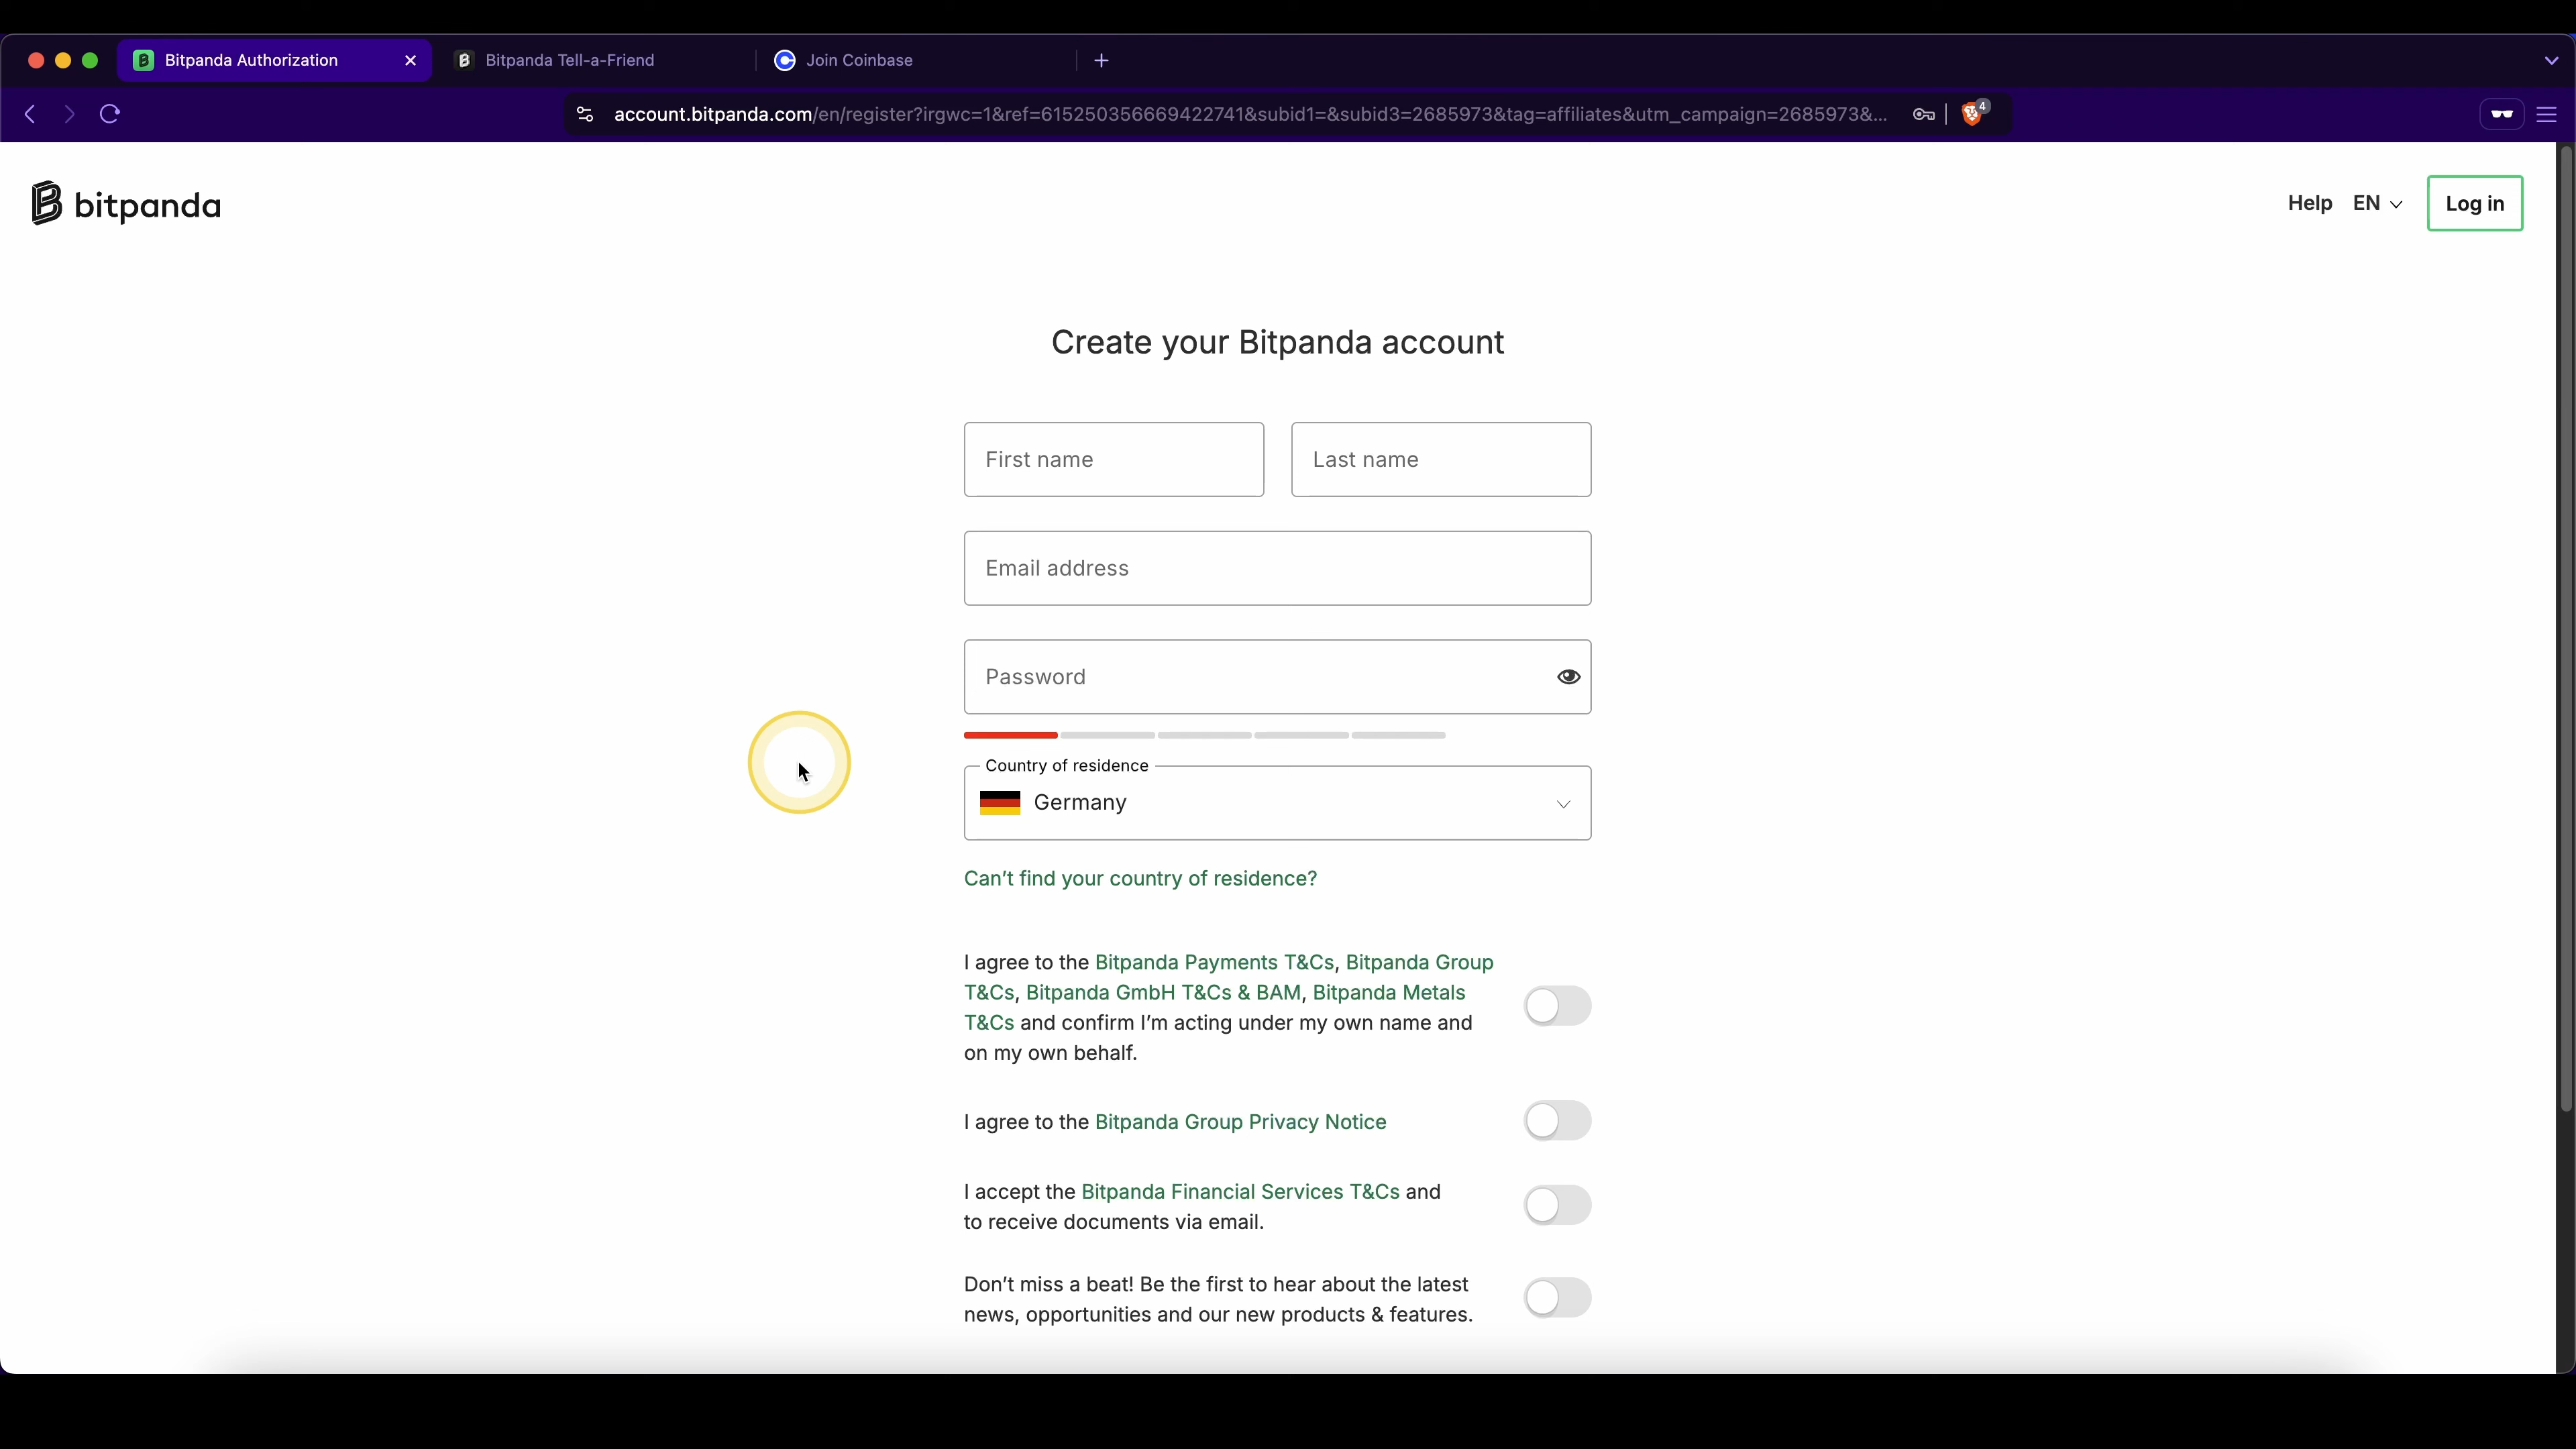 Bitpanda Authorization
Bitpanda Tell-a-Friend
Join Coinbase
account.bitpanda.com/en/register?irgwc=1&ref=615250356669422741&subid1=&subid3=2685973&tag=affiliates&utm_campaign=2685973&...
4
bitpanda
Help EN Log in
Create your Bitpanda account
First name Last name
Email address
Password
Country of residence
Germany
Can't find your country of residence?
I agree to the Bitpanda Payments T&Cs, Bitpanda Group
T&Cs, Bitpanda GmbH T&Cs & BAM, Bitpanda Metals
T&Cs and confirm I'm acting under my own name and
on my own behalf.
I agree to the Bitpanda Group Privacy Notice
I accept the Bitpanda Financial Services T&Cs and
to receive documents via email.
Don't miss a beat! Be the first to hear about the latest
news, opportunities and our new products & features.